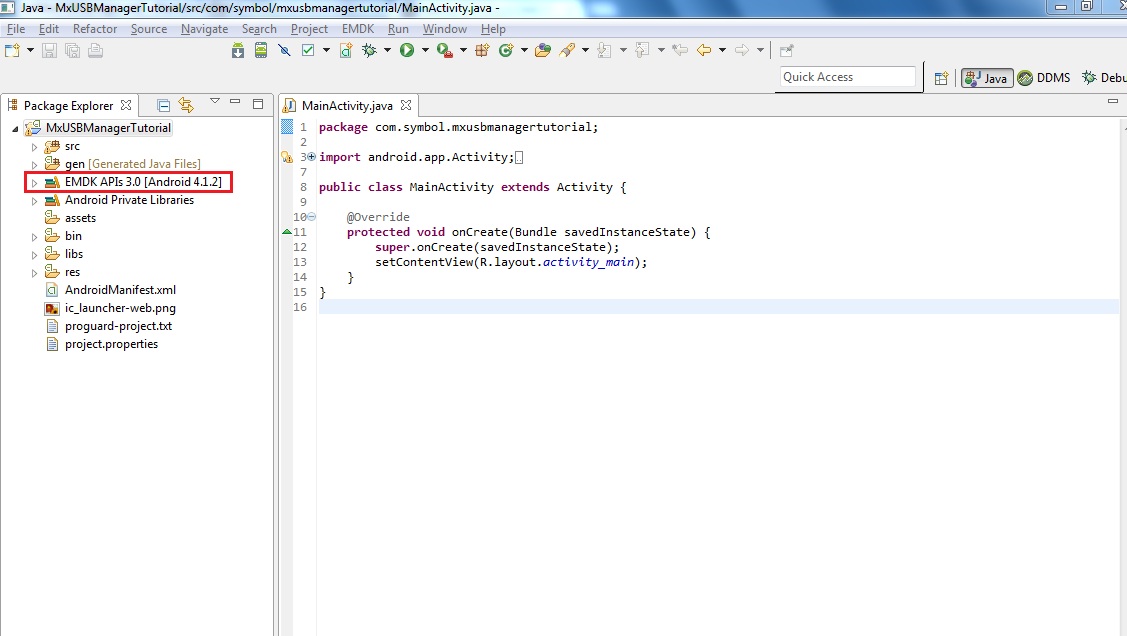 Java - MxUSBManagerTutorial/src/com/symbol/mxusbmanagertutorial/MainActivity.java -
File Edit Refactor Source Navigate Search Project EMDK Run Window Help
Quick Access
Java
DDMS
Debu
Package Explorer
MxUSBManagerTutorial
src
gen [Generated Java Files]
EMDK APIs 3.0 [Android 4.1.2]
Android Private Libraries
assets
bin
libs
res
AndroidManifest.xml
ic_launcher-web.png
proguard-project.txt
project.properties
MainActivity.java
1 package com.symbol.mxusbmanagertutorial;
2
3 import android.app.Activity;
7
8 public class MainActivity extends Activity {
9
10 @Override
11 protected void onCreate(Bundle savedInstanceState) {
12 super.onCreate(savedInstanceState);
13 setContentView(R.layout.activity_main);
14 }
15 }
16